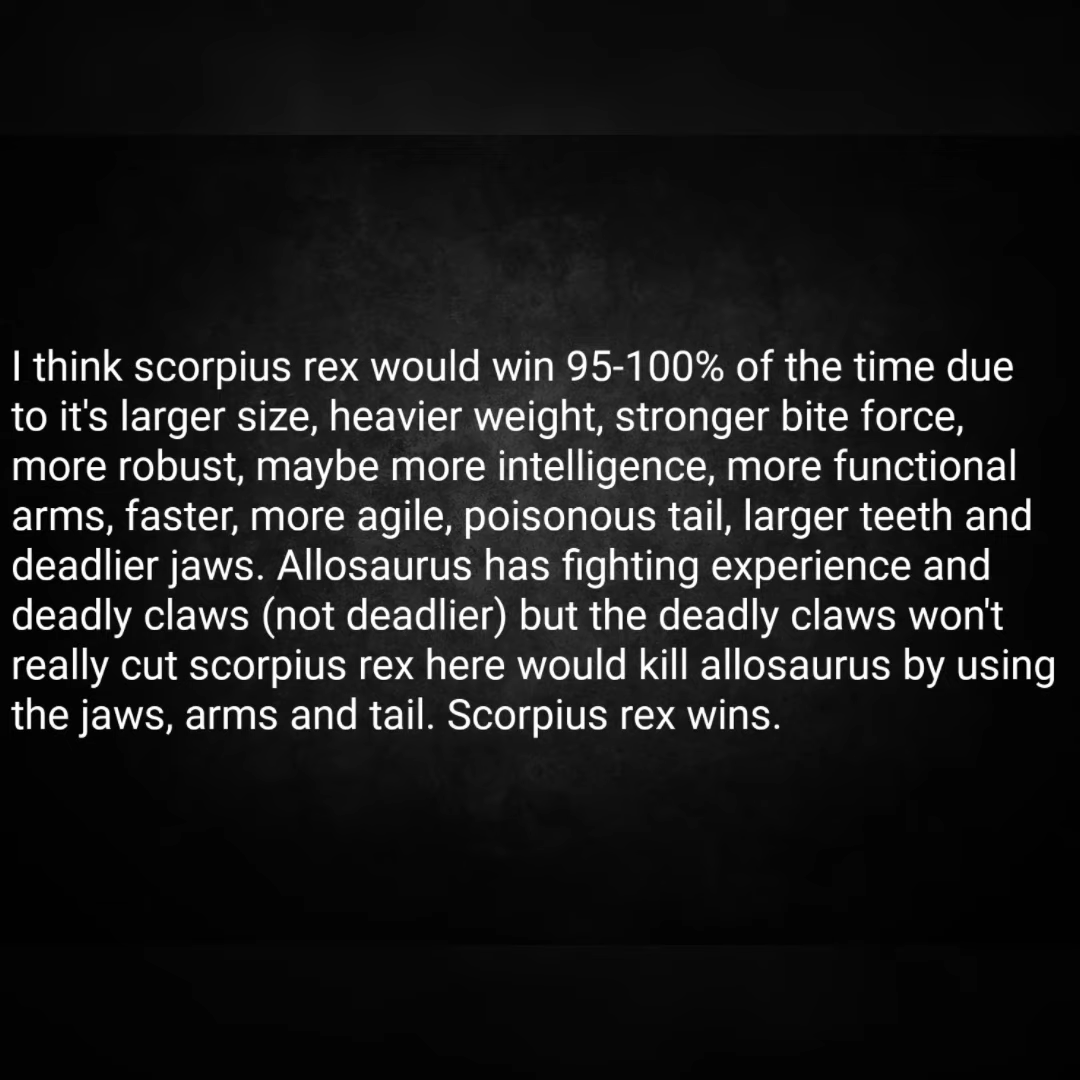 I think scorpius rex would win 95-100% of the time due
to it's larger size, heavier weight, stronger bite force,
more robust, maybe more intelligence, more functional
arms, faster, more agile, poisonous tail, larger teeth and
deadlier jaws. Allosaurus has fighting experience and
deadly claws (not deadlier) but the deadly claws won't
really cut scorpius rex here would kill allosaurus by using
the jaws, arms and tail. Scorpius rex wins.